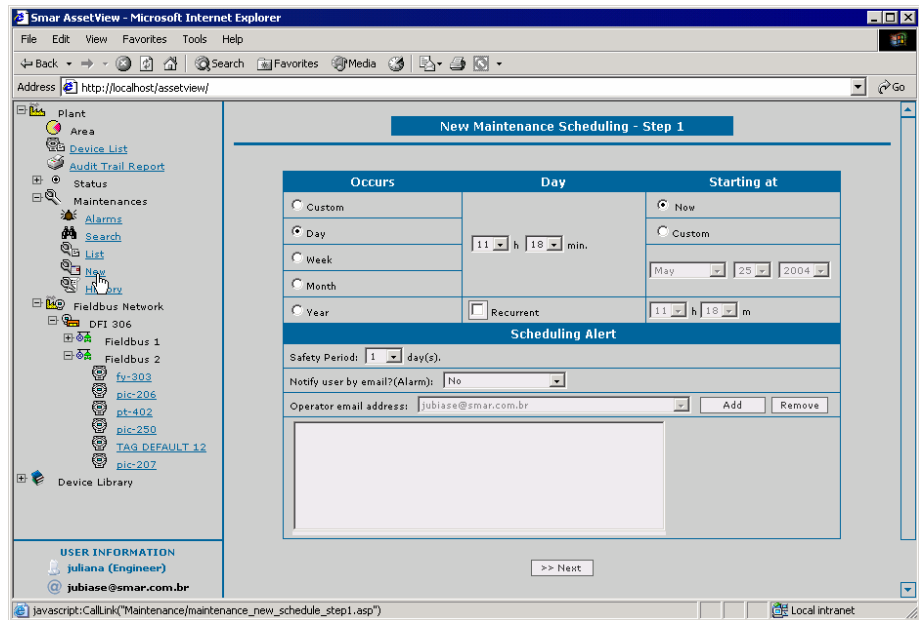 Smar AssetView - Microsoft Internet Explorer
File Edit View Favorites Tools Help
Back Search Favorites Media
Address http://localhost/assetview/ Go
Plant
Area
Device List
Audit Trail Report
Status
Maintenances
Alarms
Search
List
New
History
Fieldbus Network
DFI 306
Fieldbus 1
Fieldbus 2
fy-303
pic-206
pt-402
pic-250
TAG DEFAULT 12
pic-207
Device Library
USER INFORMATION
juliana (Engineer)
@ jubiase@smar.com.br
New Maintenance Scheduling - Step 1
Occurs Day Starting at
Custom
Day
Week
Month
Year
11 h 18 min.
Recurrent
Now
Custom
May 25 2004
11 h 18 m
Scheduling Alert
Safety Period: 1 day(s).
Notify user by email?(Alarm): No
Operator email address: jubiase@smar.com.br Add Remove
>> Next
javascript:CallLink("Maintenance/maintenance_new_schedule_step1.asp") Local intranet